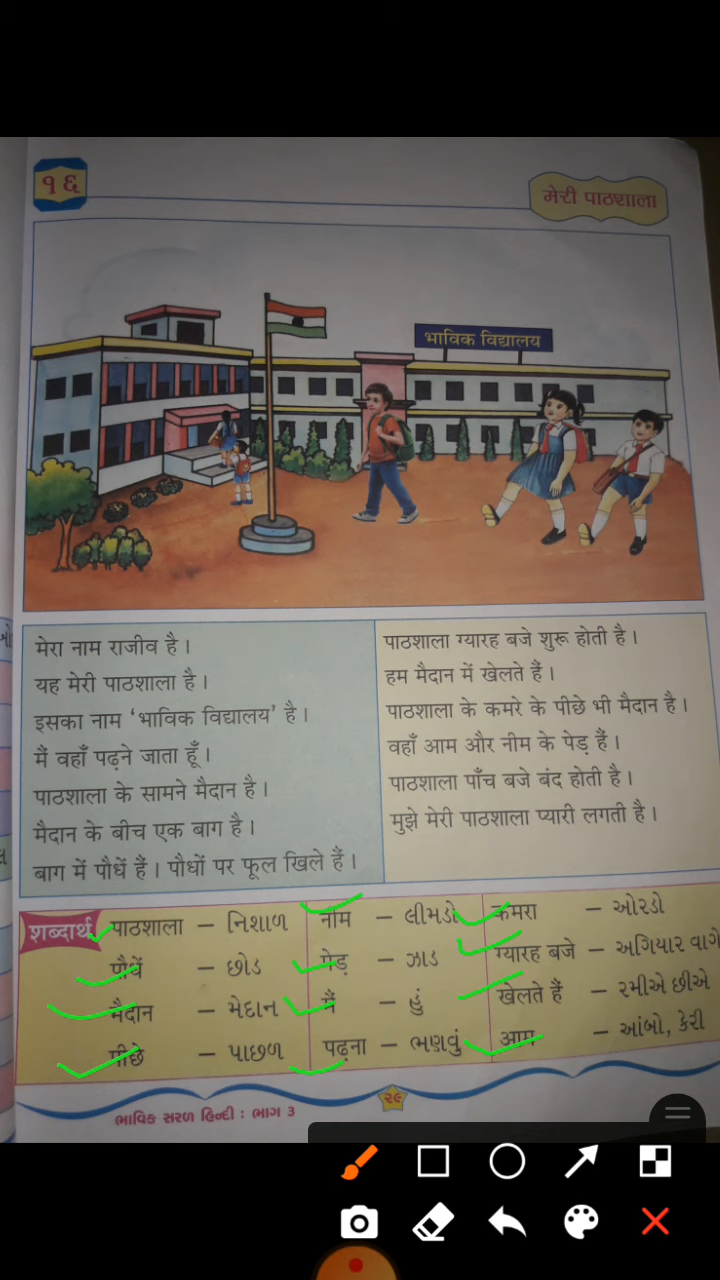 १६
मेरी पाठशाला
भाविक विद्यालय
मेरा नाम राजीव है।
यह मेरी पाठशाला है।
इसका नाम ‘भाविक विद्यालय’ है।
मैं वहाँ पढ़ने जाता हूँ।
पाठशाला के सामने मैदान है।
मैदान के बीच एक बाग है।
बाग में पौधें हैं। पौधों पर फूल खिले हैं।
पाठशाला ग्यारह बजे शुरू होती है।
हम मैदान में खेलते हैं।
पाठशाला के कमरे के पीछे भी मैदान है।
वहाँ आम और नीम के पेड़ हैं।
पाठशाला पाँच बजे बंद होती है।
मुझे मेरी पाठशाला प्यारी लगती है।
शब्दार्थ
पाठशाला – નિશાળ
पौधें – છોડ
मैदान – મેદાન
पीछे – પાછળ
नीम – લીમડો
पेड़ – ઝાડ
मैं – હું
पढ़ना – ભણવું
कमरा – ઓરડો
ग्यारह बजे – અગિયાર વાગે
खेलते हैं – રમીએ છીએ
आम – આંબો, કેરી
ભાવિક સરળ હિન્દી : ભાગ ૩
૨૯